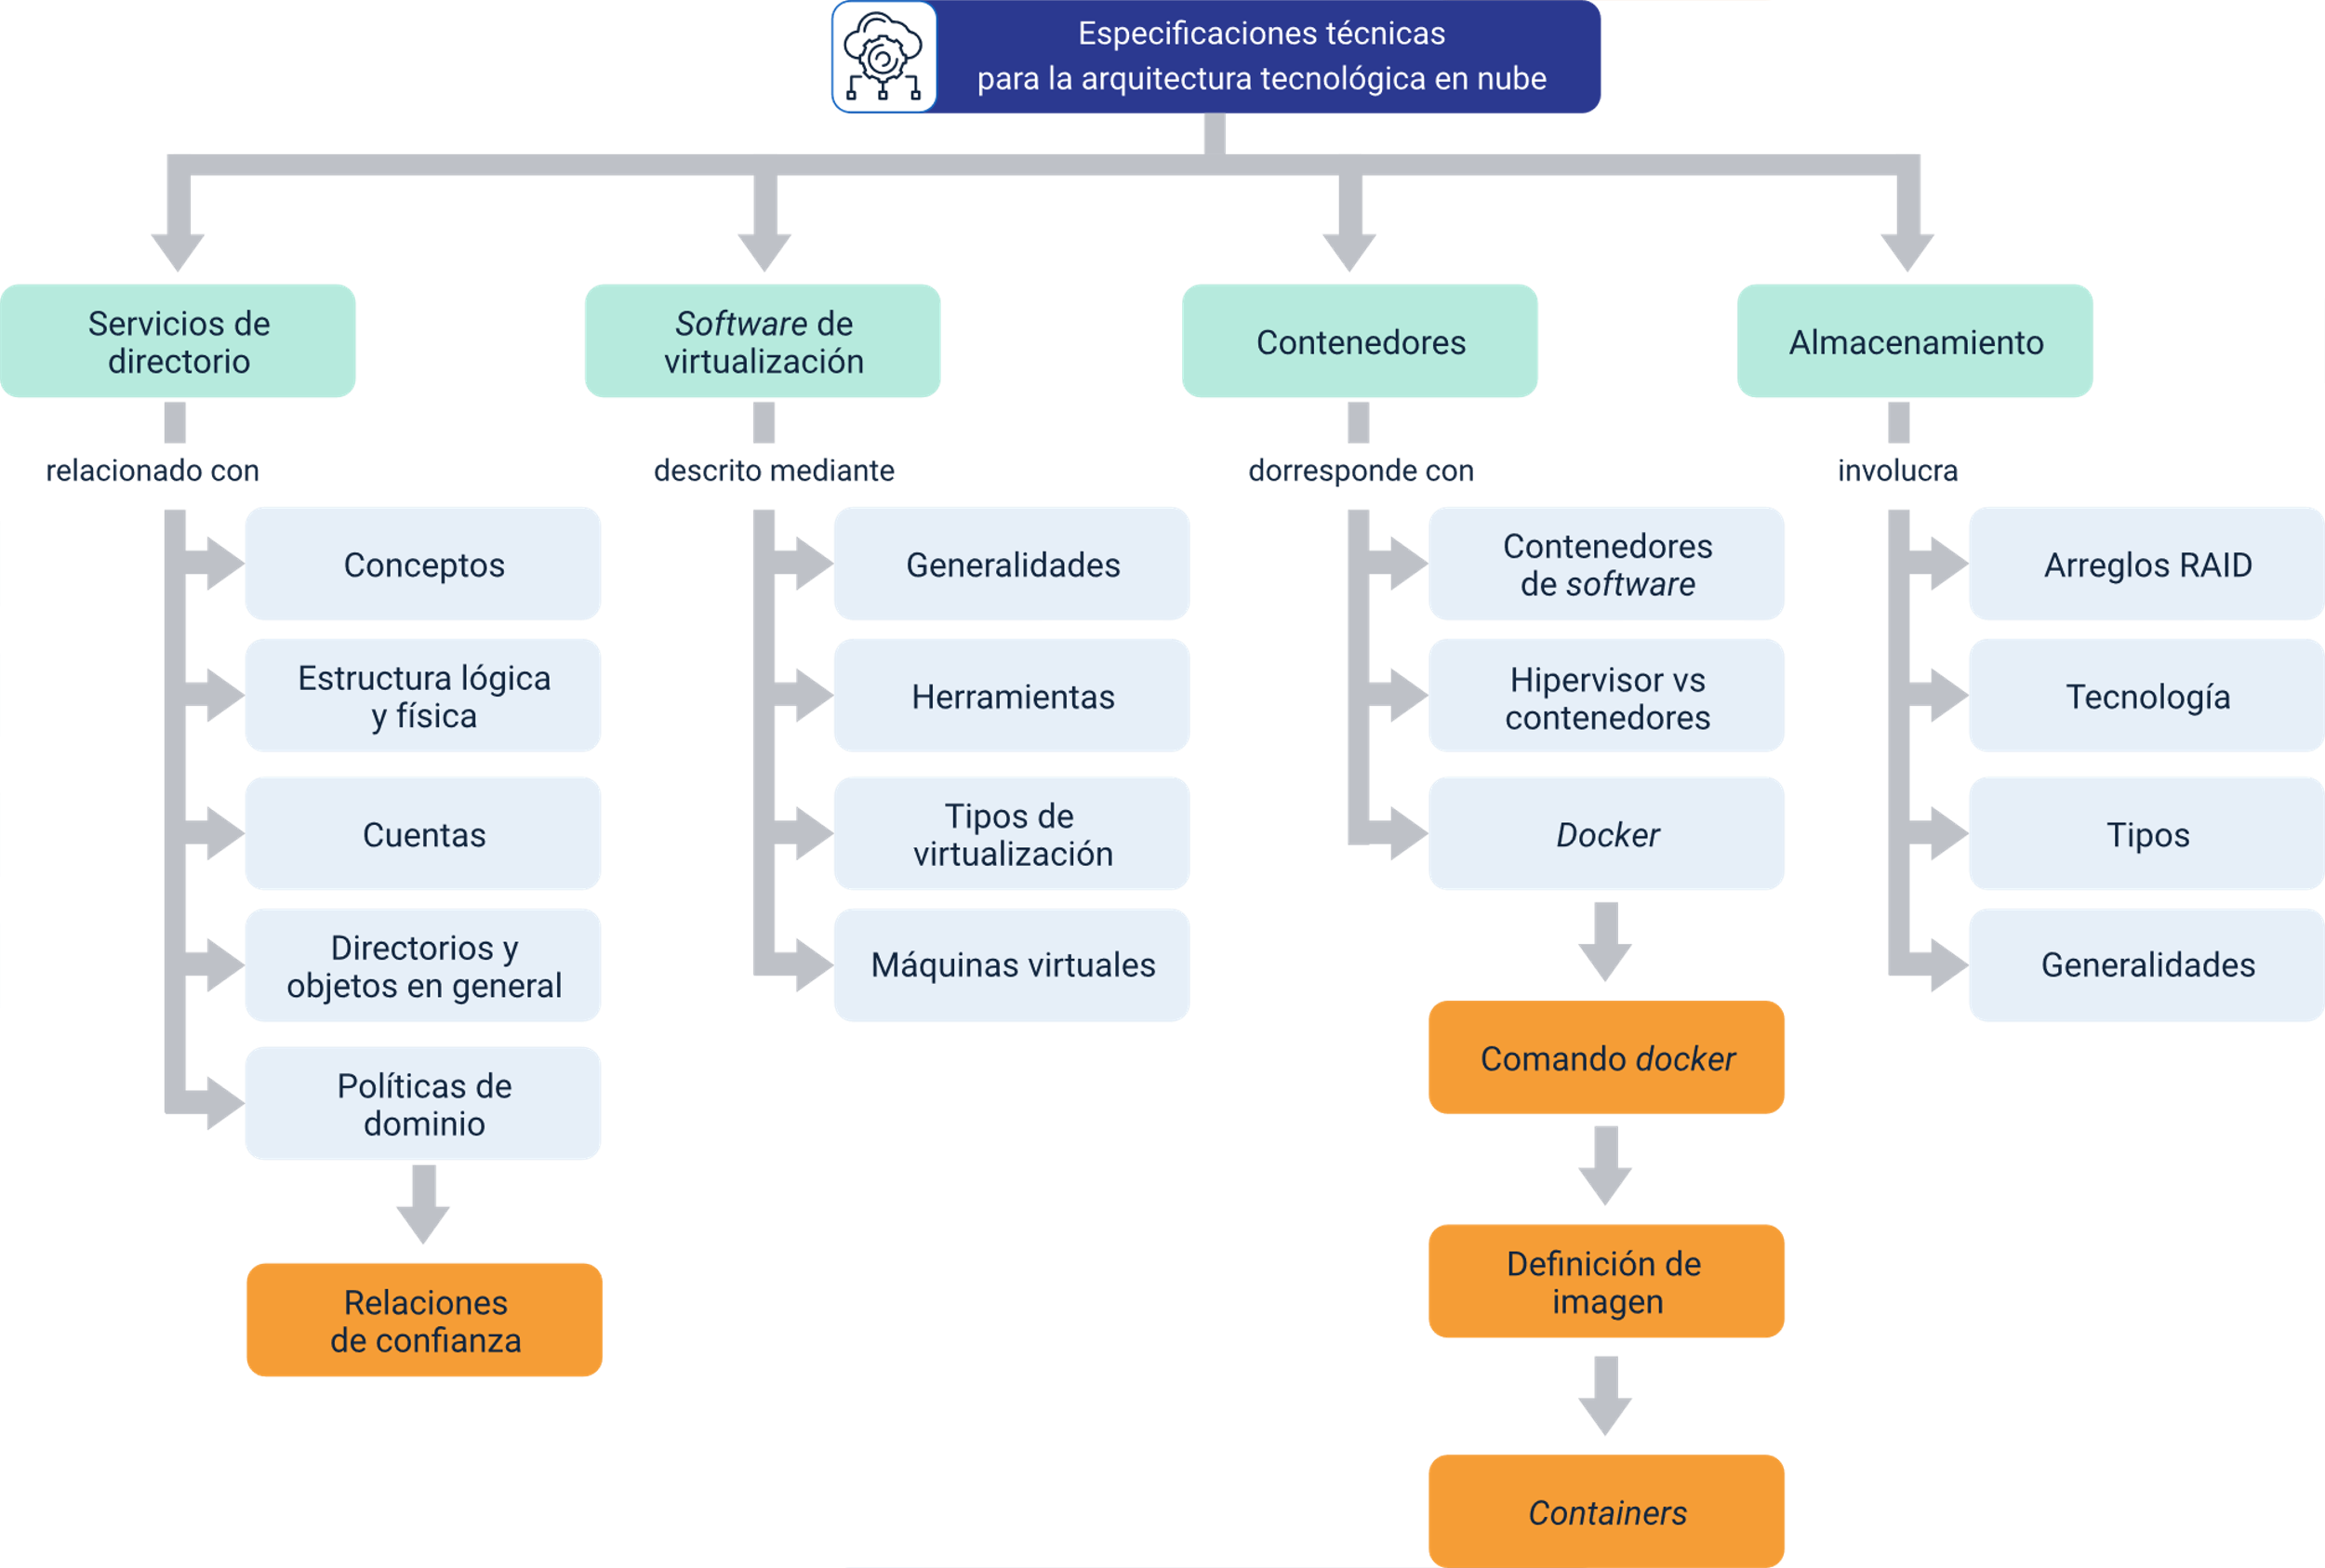 Especificaciones técnicas
para la arquitectura tecnológica en nube
Servicios de
directorio
relacionado con
Conceptos
Estructura lógica
y física
Cuentas
Directorios y
objetos en general
Políticas de
dominio
Relaciones
de confianza
Software de
virtualización
descrito mediante
Generalidades
Herramientas
Tipos de
virtualización
Máquinas virtuales
Contenedores
dorresponde con
Contenedores
de software
Hipervisor vs
contenedores
Docker
Comando docker
Definición de
imagen
Containers
Almacenamiento
involucra
Arreglos RAID
Tecnología
Tipos
Generalidades